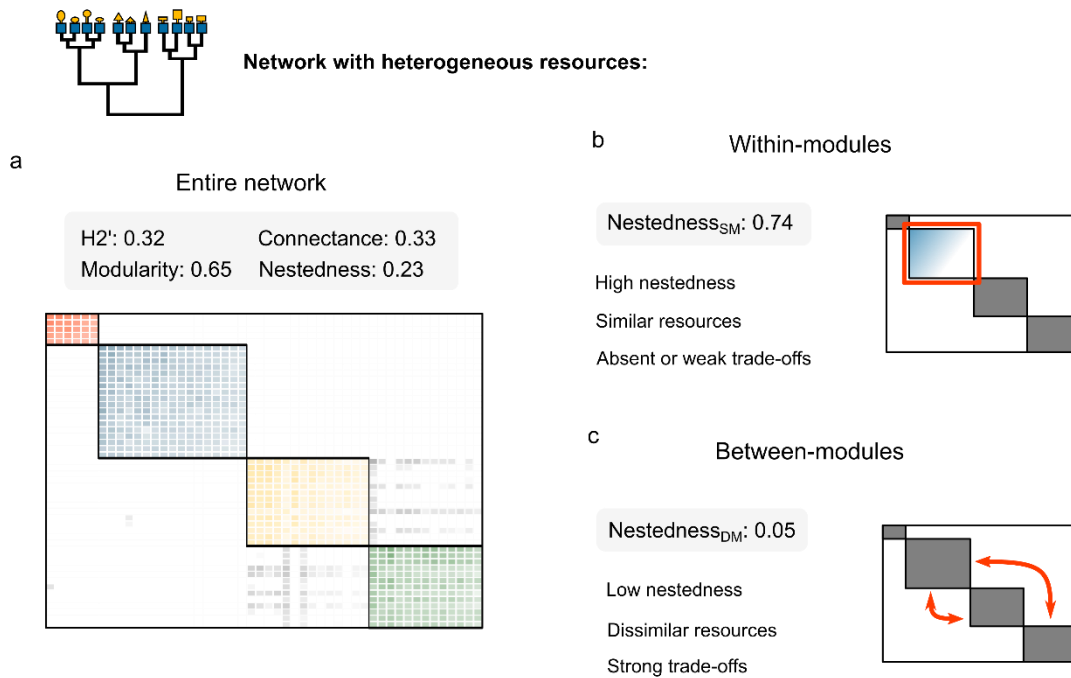 Network with heterogeneous resources:
a
Entire network
H2': 0.32 Connectance: 0.33
Modularity: 0.65 Nestedness: 0.23
b
Within-modules
NestednessSM: 0.74
High nestedness
Similar resources
Absent or weak trade-offs
c
Between-modules
NestednessDM: 0.05
Low nestedness
Dissimilar resources
Strong trade-offs